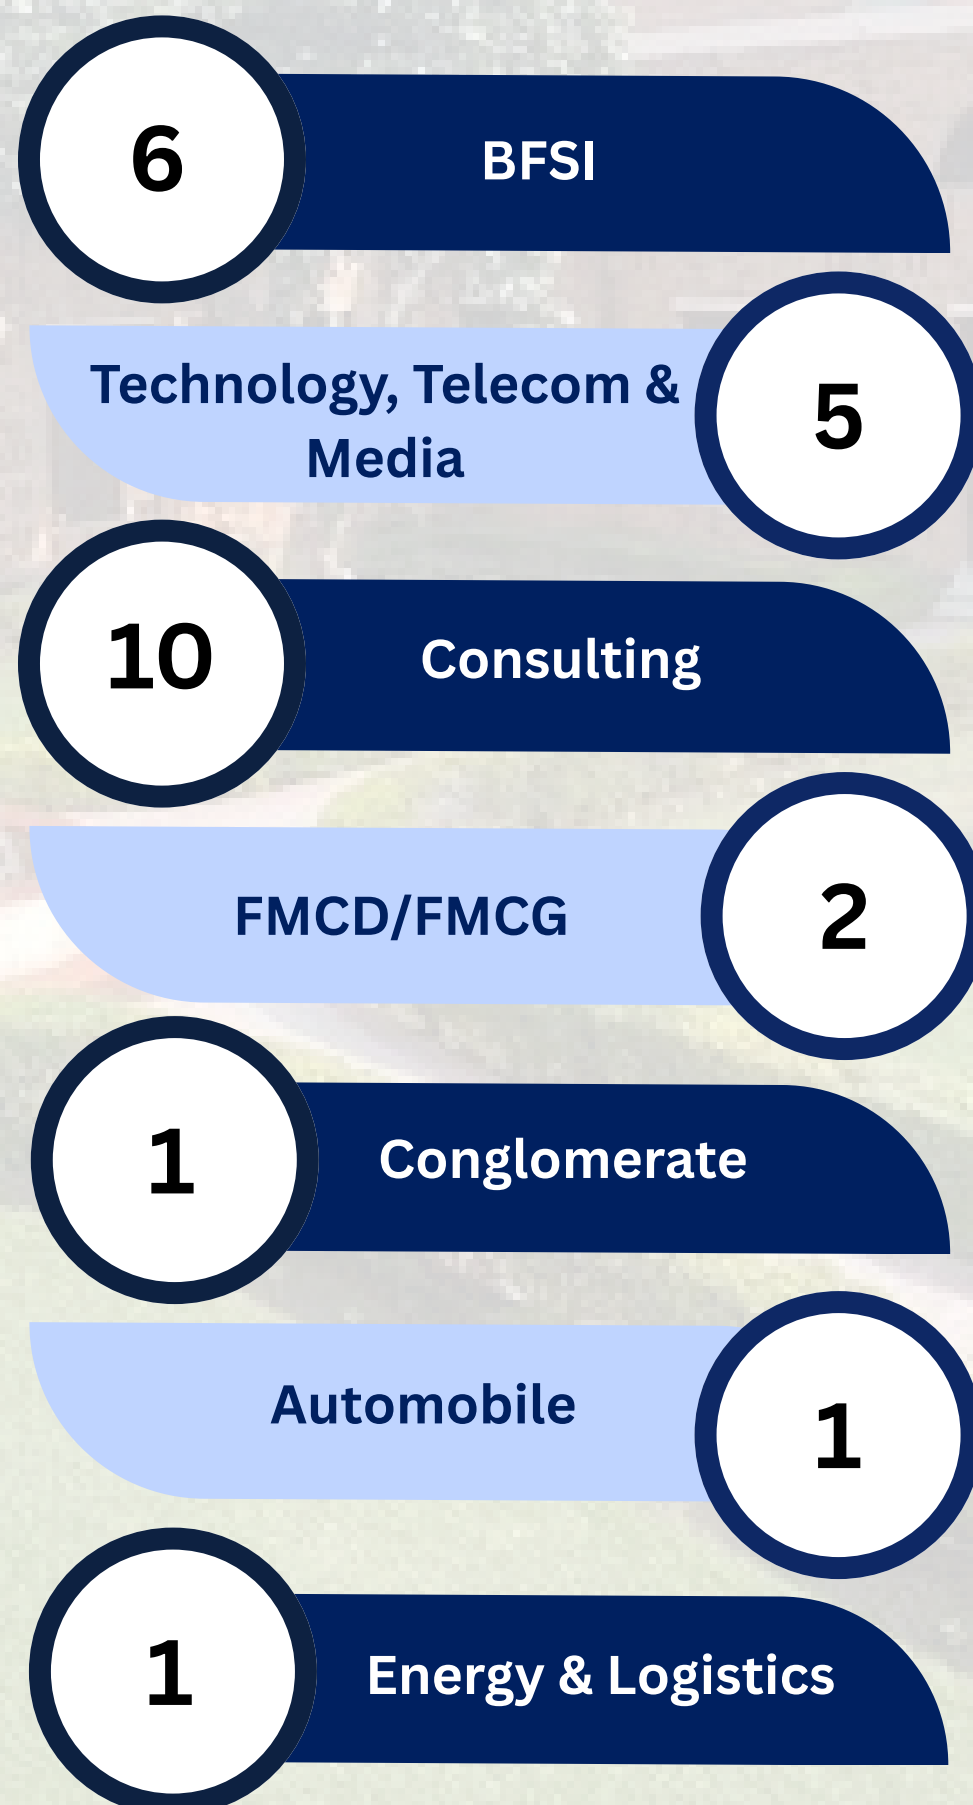 6
BFSI
Technology, Telecom &
Media
5
10
Consulting
FMCD/FMCG
2
1
Conglomerate
Automobile
1
1
Energy & Logistics